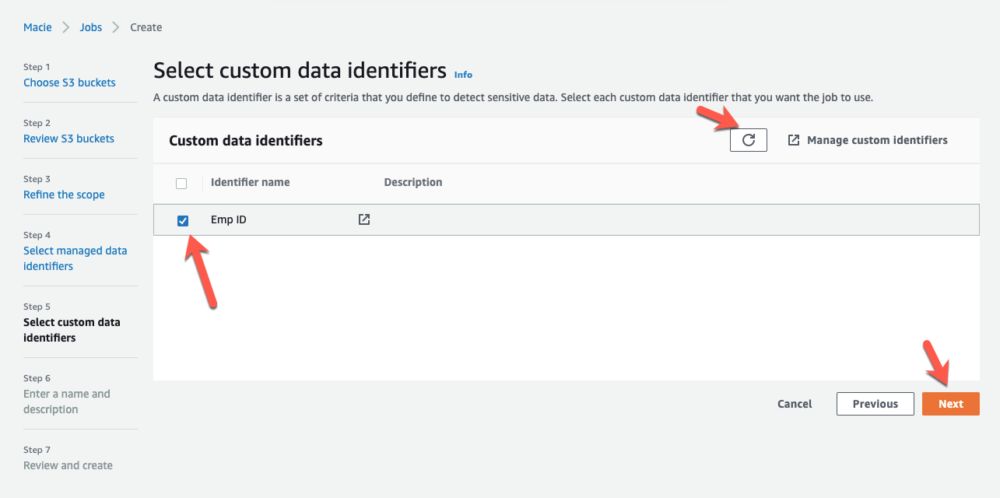 Macie
Jobs
Create
Step 1
Choose S3 buckets
Step 2
Review S3 buckets
Step 3
Refine the scope
Step 4
Select managed data
identifiers
Step 5
Select custom data
identifiers
Step 6
Enter a name and
description
Step 7
Review and create
Select custom data identifiers Info
A custom data identifier is a set of criteria that you define to detect sensitive data. Select each custom data identifier that you want the job to use.
Custom data identifiers
Manage custom identifiers
Identifier name
Description
Emp ID
Cancel
Previous
Next